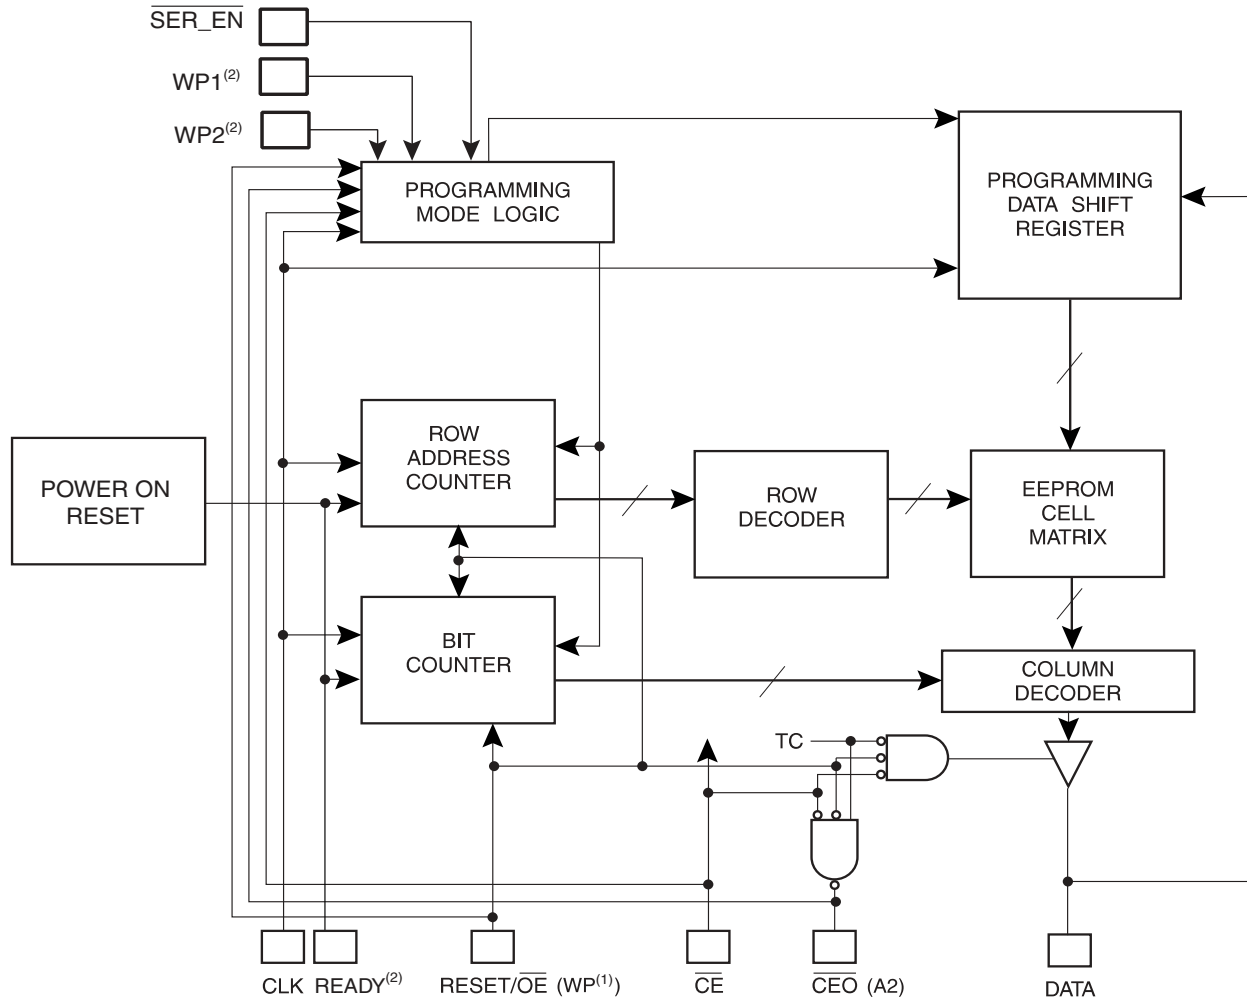 SER_EN
WP1(2)
WP2(2)
PROGRAMMING
MODE LOGIC
PROGRAMMING
DATA SHIFT
REGISTER
POWER ON
RESET
ROW
ADDRESS
COUNTER
ROW
DECODER
EEPROM
CELL
MATRIX
BIT
COUNTER
COLUMN
DECODER
TC
CLK
READY(2)
RESET/OE (WP(1))
CE
CEO (A2)
DATA